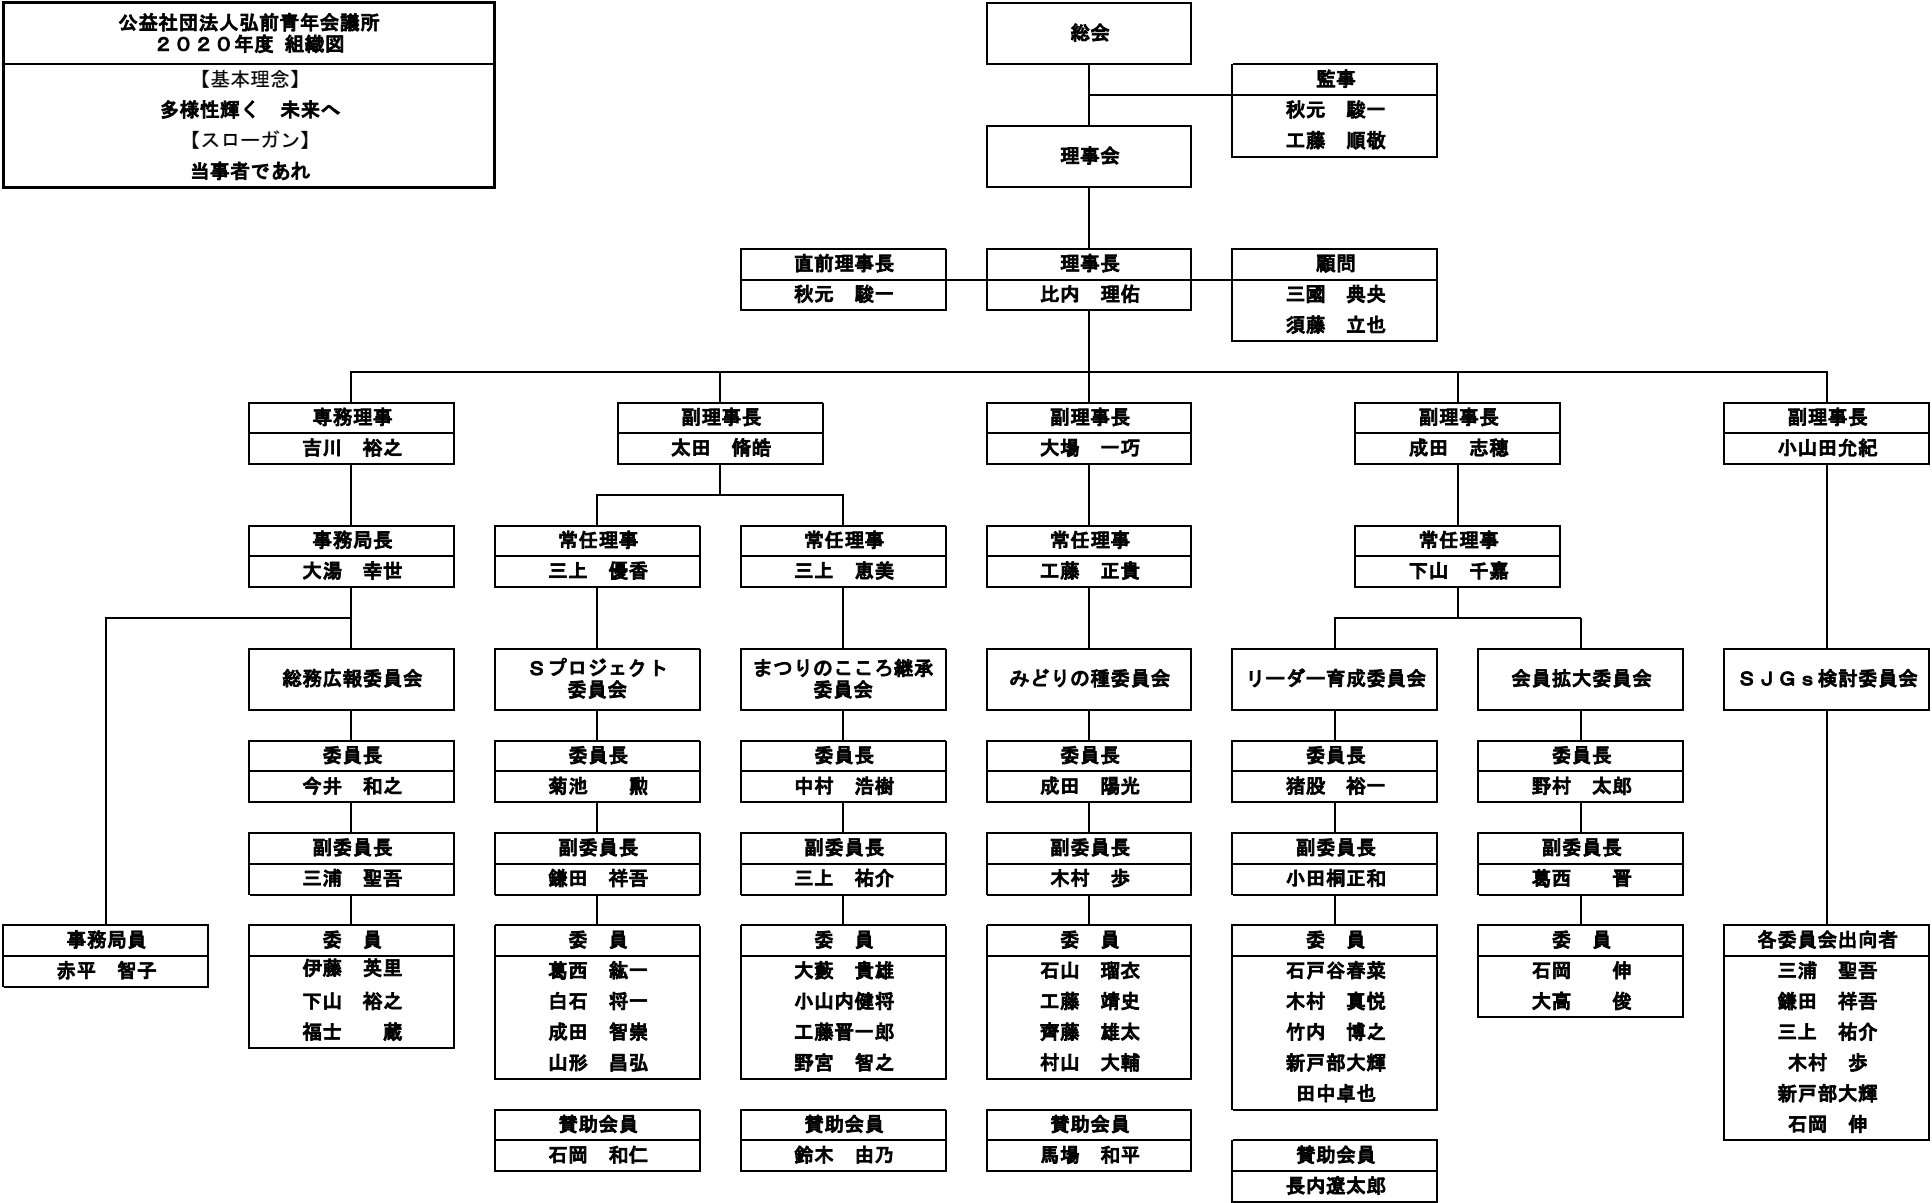 公益社団法人弘前青年会議所
２０２０年度 組織図
【基本理念】
多様性輝く　未来へ
【スローガン】
当事者であれ
総会
監事
秋元　駿一
工藤　順敬
理事会
直前理事長
秋元　駿一
理事長
比内　理佑
顧問
三國　典央
須藤　立也
専務理事
吉川　裕之
副理事長
太田　脩皓
副理事長
大場　一巧
副理事長
成田　志穂
副理事長
小山田允紀
事務局長
大湯　幸世
常任理事
三上　優香
常任理事
三上　恵美
常任理事
工藤　正貴
常任理事
下山　千嘉
総務広報委員会
Ｓプロジェクト
委員会
まつりのこころ継承
委員会
みどりの種委員会
リーダー育成委員会
会員拡大委員会
ＳＪＧｓ検討委員会
委員長
今井　和之
委員長
菊池　　勲
委員長
中村　浩樹
委員長
成田　陽光
委員長
猪股　裕一
委員長
野村　太郎
副委員長
三浦　聖吾
副委員長
鎌田　祥吾
副委員長
三上　祐介
副委員長
木村　歩
副委員長
小田桐正和
副委員長
葛西　　晋
事務局員
赤平　智子
委　員
伊藤　英里
下山　裕之
福士　　蔵
委　員
葛西　紘一
白石　将一
成田　智崇
山形　昌弘
委　員
大藪　貴雄
小山内健将
工藤晋一郎
野宮　智之
委　員
石山　瑠衣
工藤　靖史
齊藤　雄太
村山　大輔
委　員
石戸谷春菜
木村　真悦
竹内　博之
新戸部大輝
田中卓也
委　員
石岡　　伸
大高　　俊
各委員会出向者
三浦　聖吾
鎌田　祥吾
三上　祐介
木村　歩
新戸部大輝
石岡　伸
賛助会員
石岡　和仁
賛助会員
鈴木　由乃
賛助会員
馬場　和平
賛助会員
長内遼太郎